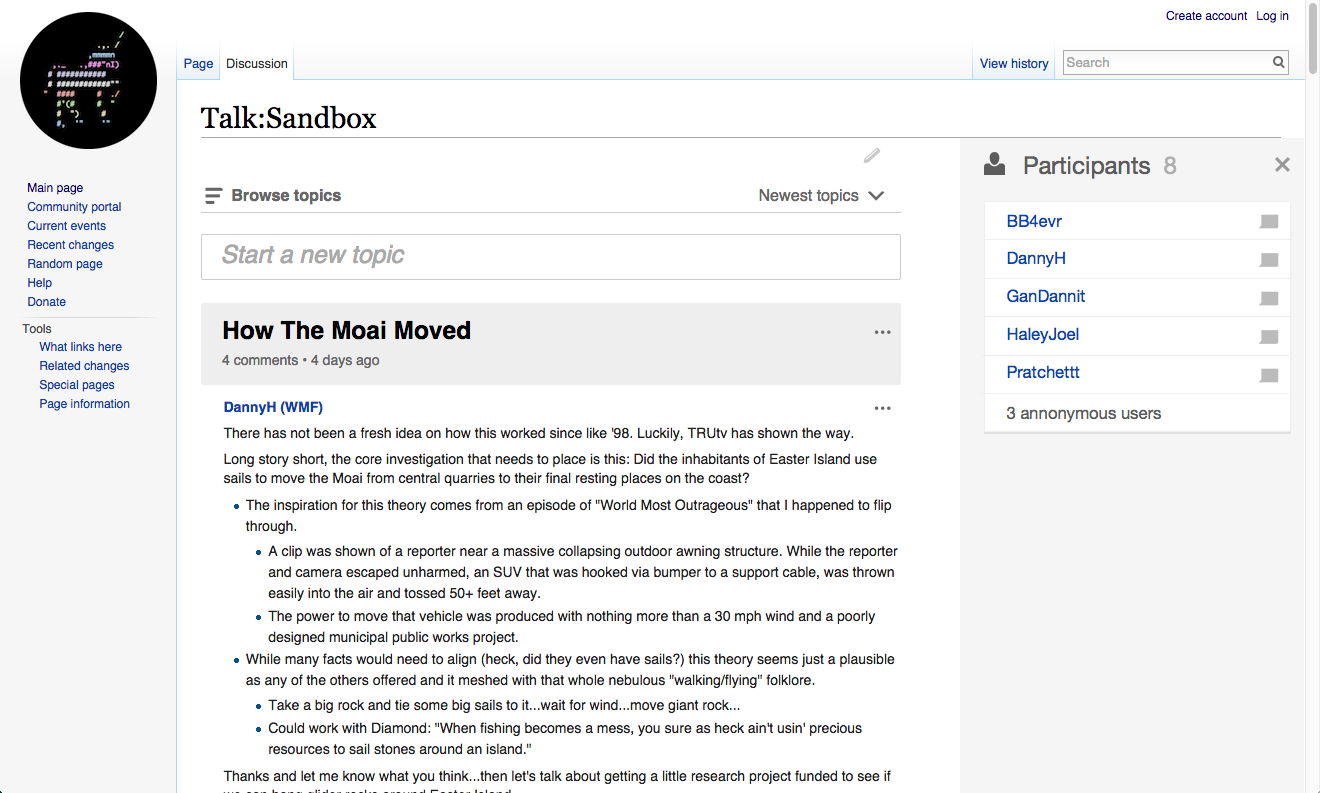 Create account Log in
Page Discussion View history Search
Talk:Sandbox
Main page
Community portal
Current events
Recent changes
Random page
Help
Donate
Tools
What links here
Related changes
Special pages
Page information
Browse topics Newest topics
Start a new topic
How The Moai Moved
4 comments • 4 days ago
DannyH (WMF)
There has not been a fresh idea on how this worked since like '98. Luckily, TRUtv has shown the way.
Long story short, the core investigation that needs to place is this: Did the inhabitants of Easter Island use
sails to move the Moai from central quarries to their final resting places on the coast?
• The inspiration for this theory comes from an episode of "World Most Outrageous" that I happened to flip
through.
• A clip was shown of a reporter near a massive collapsing outdoor awning structure. While the reporter
and camera escaped unharmed, an SUV that was hooked via bumper to a support cable, was thrown
easily into the air and tossed 50+ feet away.
• The power to move that vehicle was produced with nothing more than a 30 mph wind and a poorly
designed municipal public works project.
• While many facts would need to align (heck, did they even have sails?) this theory seems just a plausible
as any of the others offered and it meshed with that whole nebulous "walking/flying" folklore.
• Take a big rock and tie some big sails to it...wait for wind...move giant rock...
• Could work with Diamond: "When fishing becomes a mess, you sure as heck ain't usin' precious
resources to sail stones around an island."
Thanks and let me know what you think...then let's talk about getting a little research project funded to see if
Participants 8
BB4evr
DannyH
GanDannit
HaleyJoel
Pratchettt
3 annonymous users